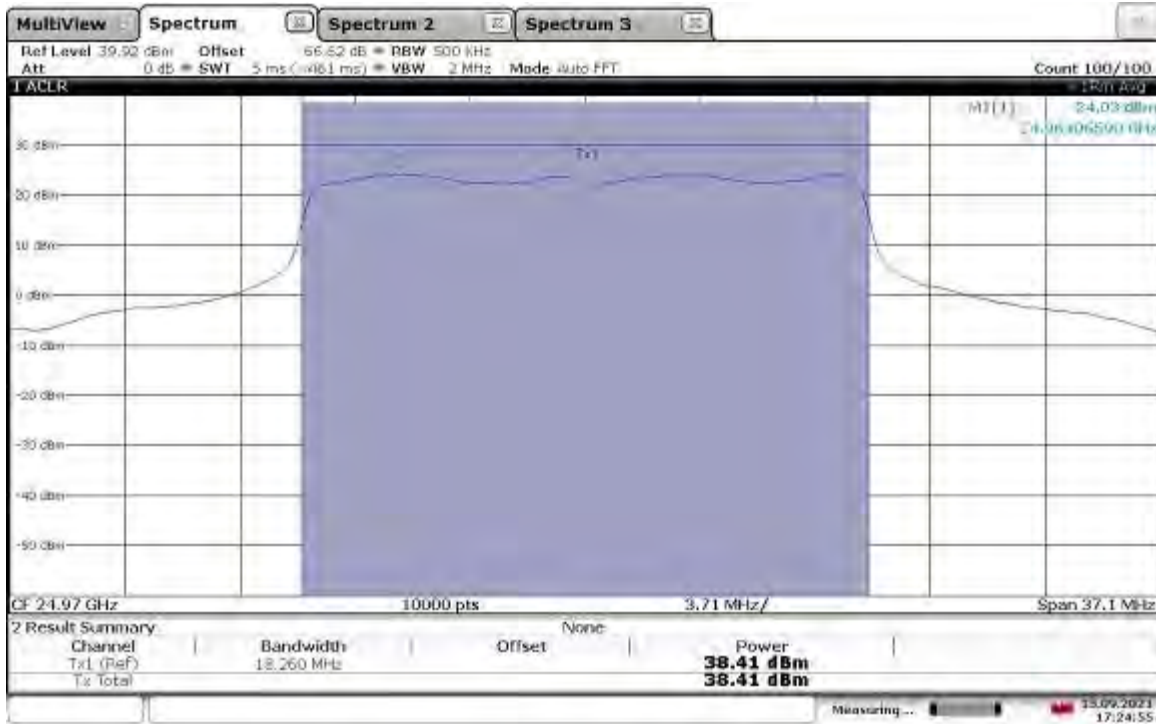 MultiView Spectrum Spectrum 2 Spectrum 3
Ref Level 39.92 dBm Offset 66.62 dB RBW 500 KHz
Att 0 dB SWT 5 ms VBW 2 MHz Mode Auto FFT Count 100/100
1 ACLR 1Rm Avg
M1[1] 24.03 dBm
30 dBm
Tx1
20 dBm
10 dBm
0 dBm
-10 dBm
-20 dBm
-30 dBm
-40 dBm
-50 dBm
CF 24.97 GHz 10000 pts 3.71 MHz/ Span 37.1 MHz
2 Result Summary None
Channel Bandwidth Offset Power
Tx1 (Ref) 18.260 MHz 38.41 dBm
Tx Total 38.41 dBm
Measuring...
17:24:55